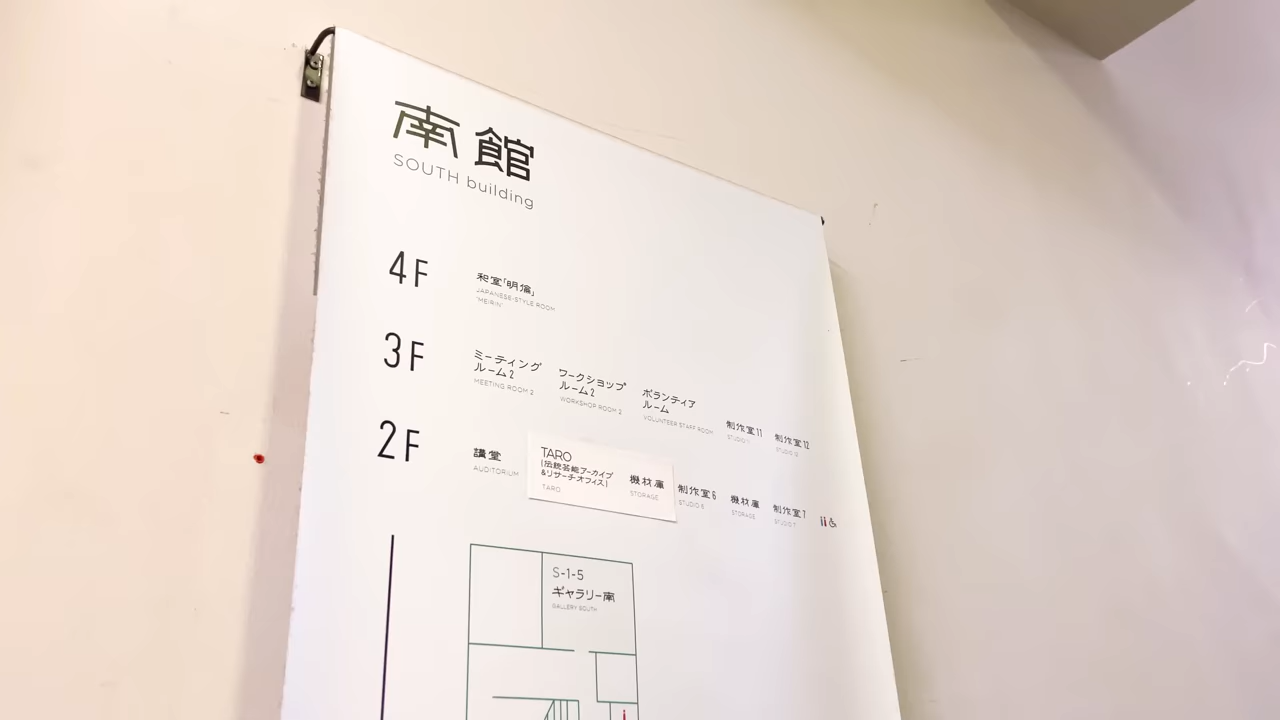 南館
SOUTH building
4F
和室「明倫」
JAPANESE-STYLE ROOM
"MEIRIN"
3F
ミーティング
ルーム2
MEETING ROOM 2
ワークショップ
ルーム2
WORKSHOP ROOM 2
ボランティア
ルーム
VOLUNTEER STAFF ROOM
制作室11
STUDIO 11
制作室12
STUDIO 12
2F
講堂
AUDITORIUM
TARO
[伝統芸能アーカイブ
&リサーチオフィス]
TARO
機材庫
STORAGE
制作室6
STUDIO 6
機材庫
STORAGE
制作室7
STUDIO 7
S-1-5
ギャラリー南
GALLERY SOUTH